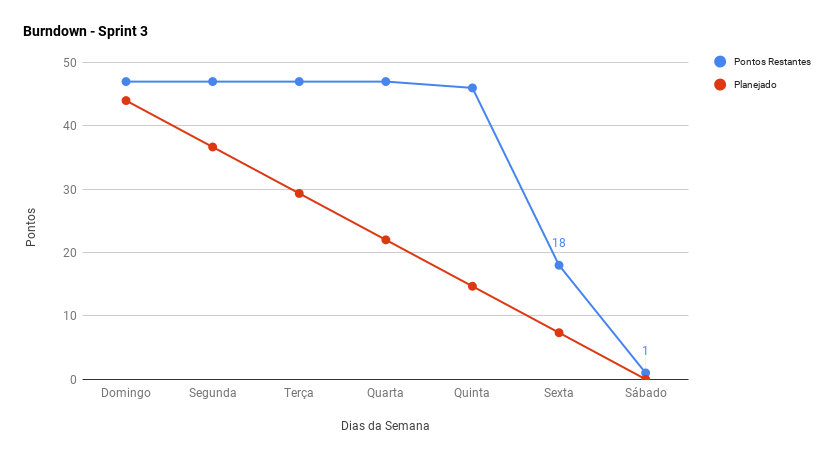 Burndown - Sprint 3
Pontos Restantes
Planejado
50
40
30
20
10
0
Pontos
18
1
Domingo Segunda Terça Quarta Quinta Sexta Sábado
Dias da Semana